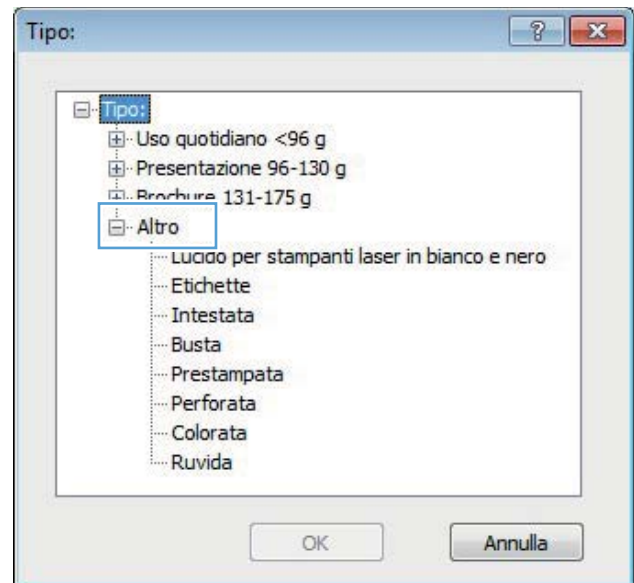 Tipo:
Tipo:
Uso quotidiano <96 g
Presentazione 96-130 g
Brochure 131-175 g
Altro
Lucido per stampanti laser in bianco e nero
Etichette
Intestata
Busta
Prestampata
Perforata
Colorata
Ruvida
OK Annulla